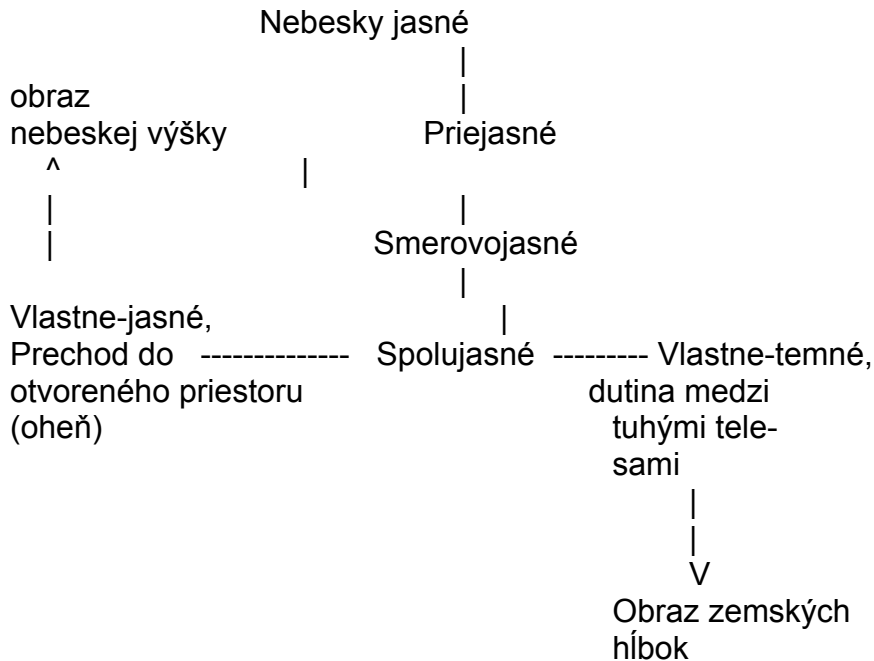 Nebesky jasné
|
obraz |
nebeskej výšky Priejasné
^ |
| |
| Smerovojasné
|
Vlastne-jasné, |
Prechod do -------------- Spolujasné --------- Vlastne-temné,
otvoreného priestoru dutina medzi
(oheň) tuhými tele-
sami
|
|
V
Obraz zemských
hĺbok